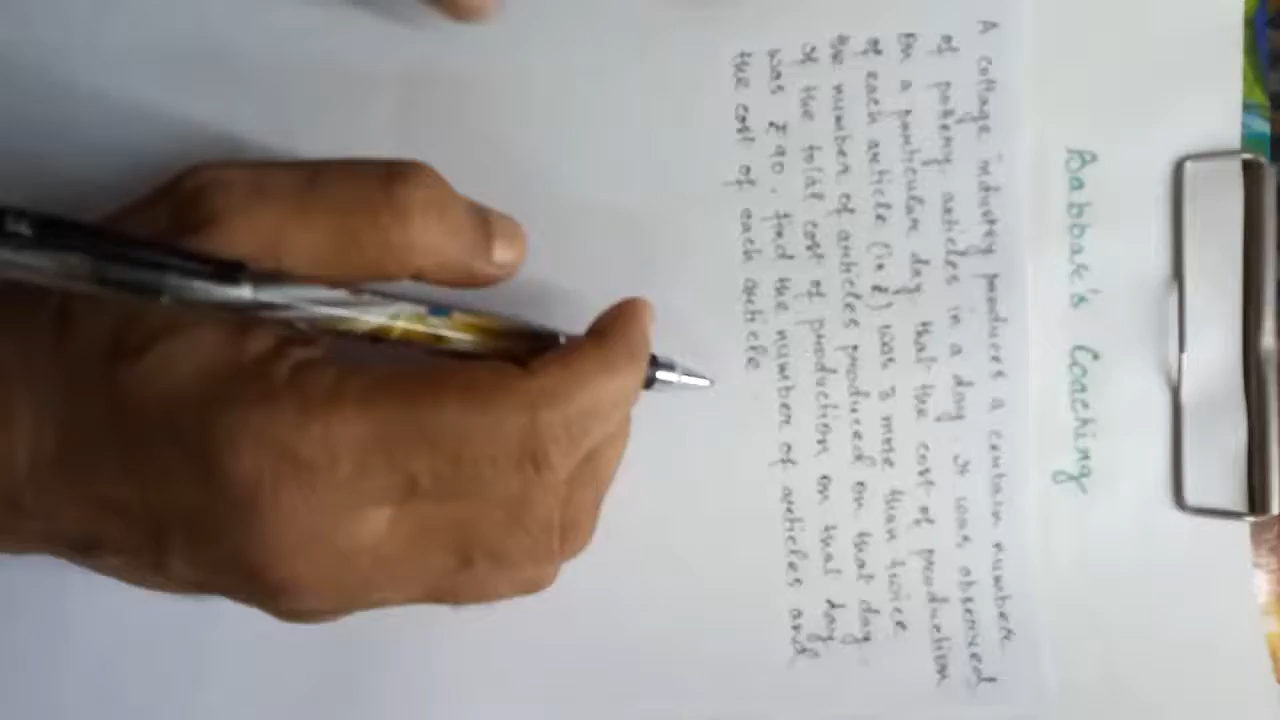 Babbak's Coaching
A cottage industry produces a certain number
of pottery articles in a day. It was observed
on a particular day that the cost of production
of each article (in ₹) was 3 more than twice
the number of articles produced on that day.
If the total cost of production on that day
was ₹90, find the number of articles and
the cost of each article.